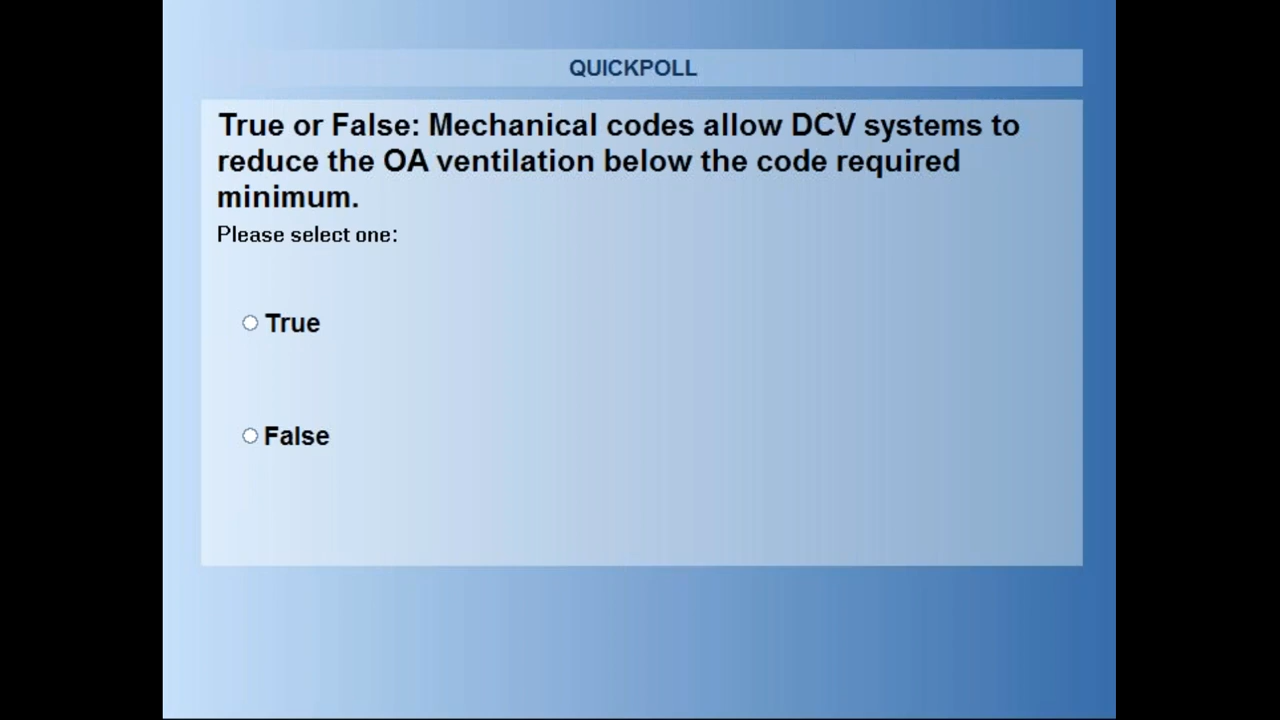 QUICKPOLL
True or False: Mechanical codes allow DCV systems to
reduce the OA ventilation below the code required
minimum.
Please select one:
True
False